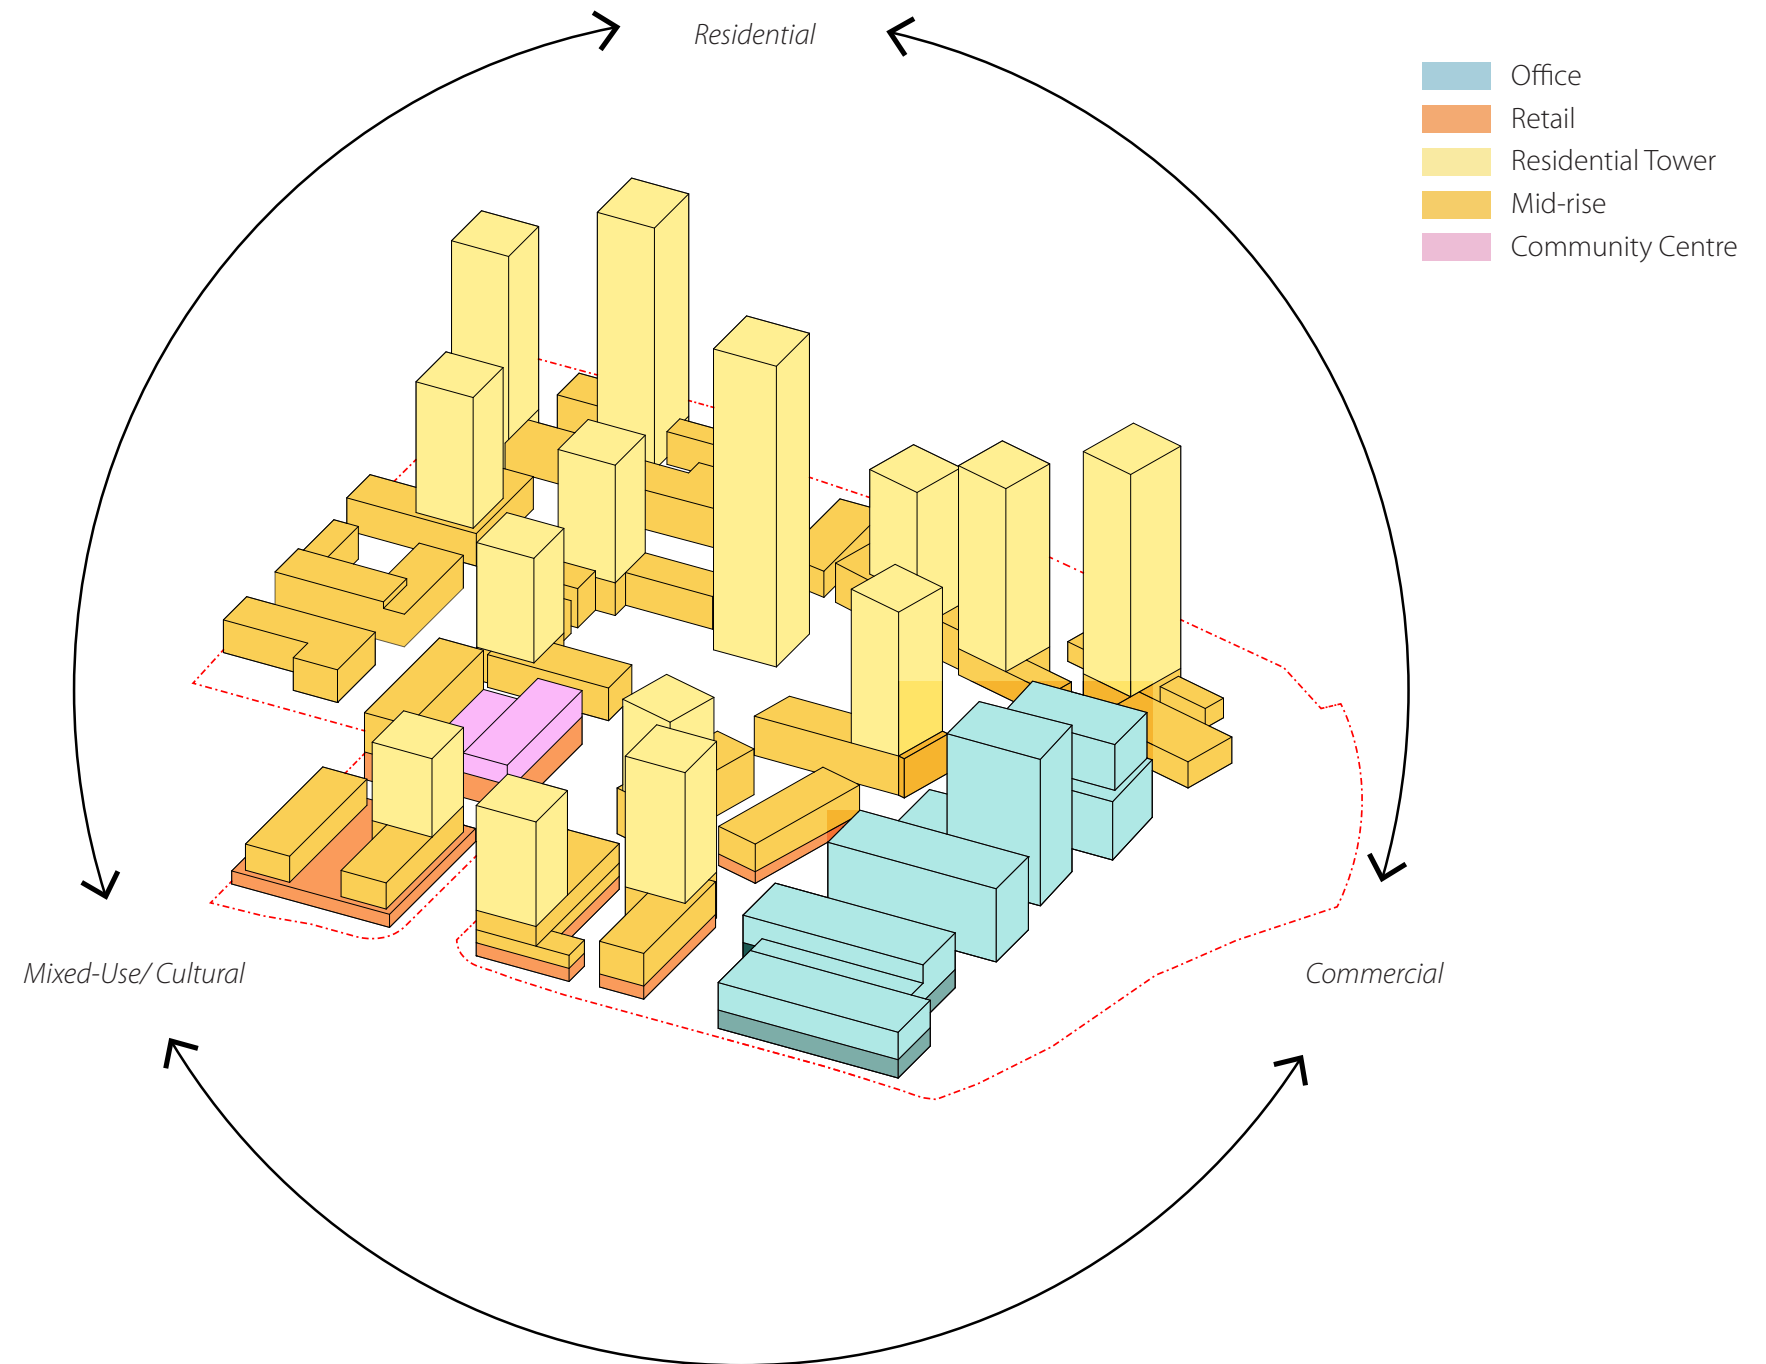 Residential
Office
Retail
Residential Tower
Mid-rise
Community Centre
Mixed-Use/ Cultural
Commercial